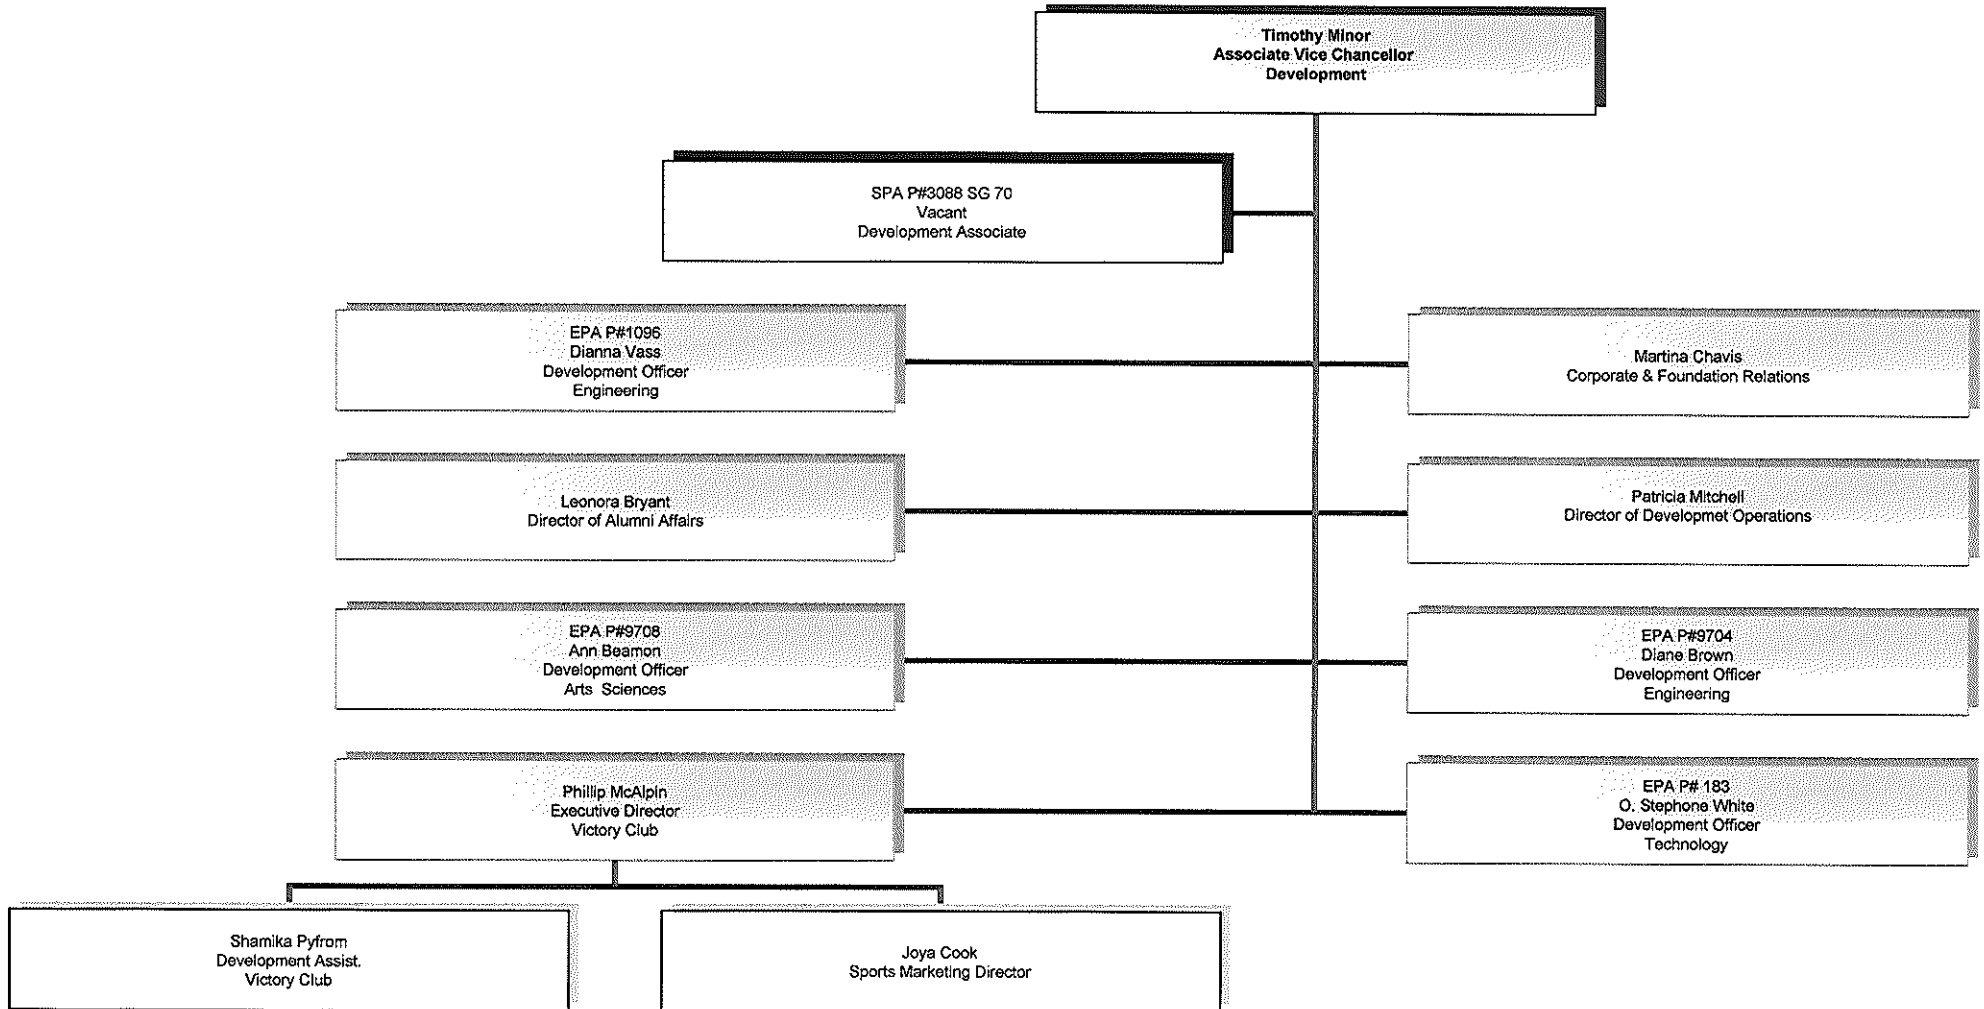 Timothy Minor
Associate Vice Chancellor
Development
SPA P#3088 SG 70
Vacant
Development Associate
EPA P#1096
Dianna Vass
Development Officer
Engineering
Martina Chavis
Corporate & Foundation Relations
Leonora Bryant
Director of Alumni Affairs
Patricia Mitchell
Director of Developmet Operations
EPA P#9708
Ann Beamon
Development Officer
Arts Sciences
EPA P#9704
Diane Brown
Development Officer
Engineering
Phillip McAlpin
Executive Director
Victory Club
EPA P# 183
O. Stephone White
Development Officer
Technology
Shamika Pyfrom
Development Assist.
Victory Club
Joya Cook
Sports Marketing Director